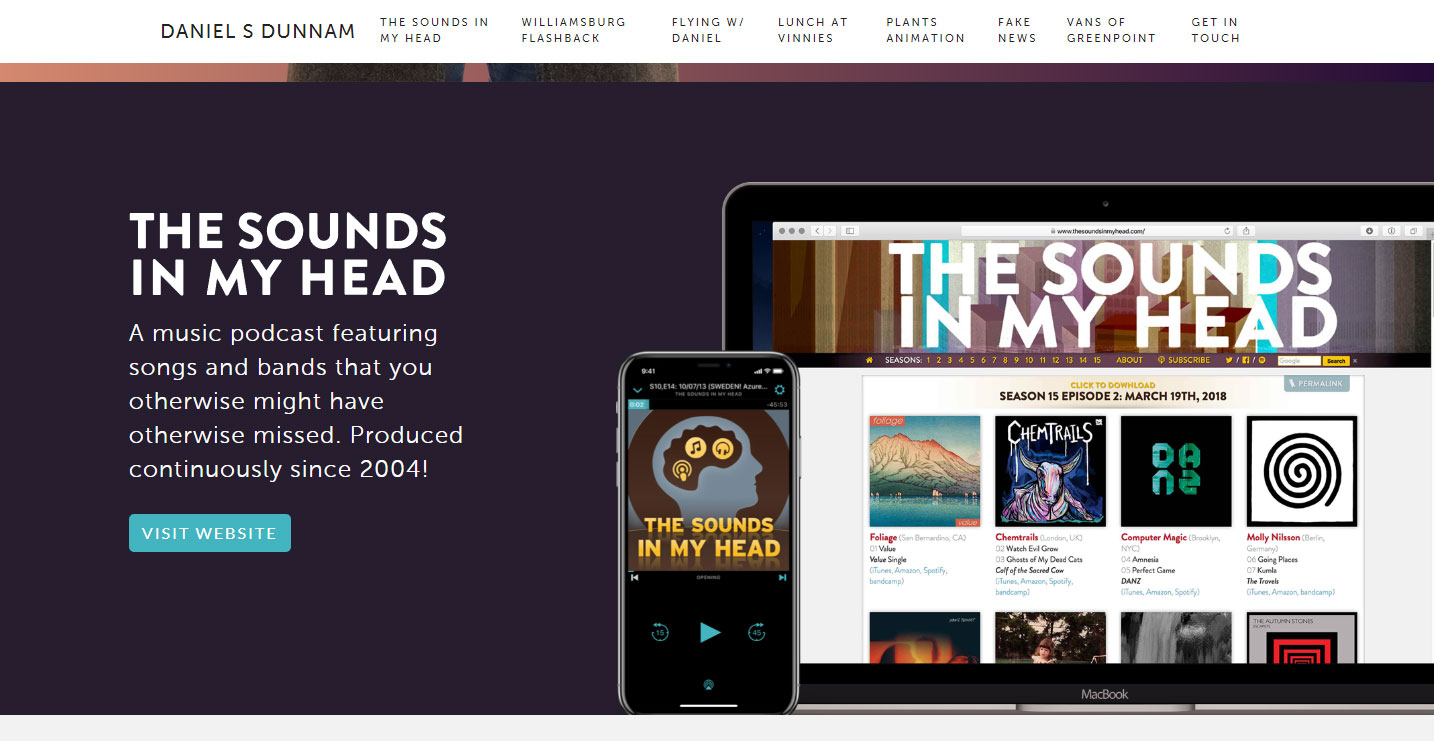 DANIEL S DUNNAM
THE SOUNDS IN
MY HEAD
WILLIAMSBURG
FLASHBACK
FLYING W/
DANIEL
LUNCH AT
VINNIES
PLANTS
ANIMATION
FAKE
NEWS
VANS OF
GREENPOINT
GET IN
TOUCH
THE SOUNDS
IN MY HEAD
A music podcast featuring
songs and bands that you
otherwise might have
otherwise missed. Produced
continuously since 2004!
VISIT WEBSITE
9:41
S10,E14: 10/07/13 (SWEDEN! Azure...
THE SOUNDS IN MY HEAD
0:02
-45:53
THE SOUNDS
IN MY HEAD
OPENING
15
45
www.thesoundsinmyhead.com/
THE SOUNDS
IN MY HEAD
SEASONS: 1 2 3 4 5 6 7 8 9 10 11 12 13 14 15 ABOUT SUBSCRIBE / / Google Search
CLICK TO DOWNLOAD
PERMALINK
SEASON 15 EPISODE 2: MARCH 19TH, 2018
foliage
value
CHEMTRAILS
DANZ
Foliage (San Bernardino, CA)
01 Value
Value Single
(iTunes, Amazon, Spotify,
bandcamp)
Chemtrails (London, UK)
02 Watch Evil Grow
03 Ghosts of My Dead Cats
Calf of the Sacred Cow
(iTunes, Amazon, Spotify,
bandcamp)
Computer Magic (Brooklyn,
NYC)
04 Amnesia
05 Perfect Game
DANZ
(iTunes, Amazon, Spotify)
Molly Nilsson (Berlin,
Germany)
06 Going Places
07 Kumla
The Travels
(iTunes, Amazon, bandcamp)
THE AUTUMN STONES
MacBook